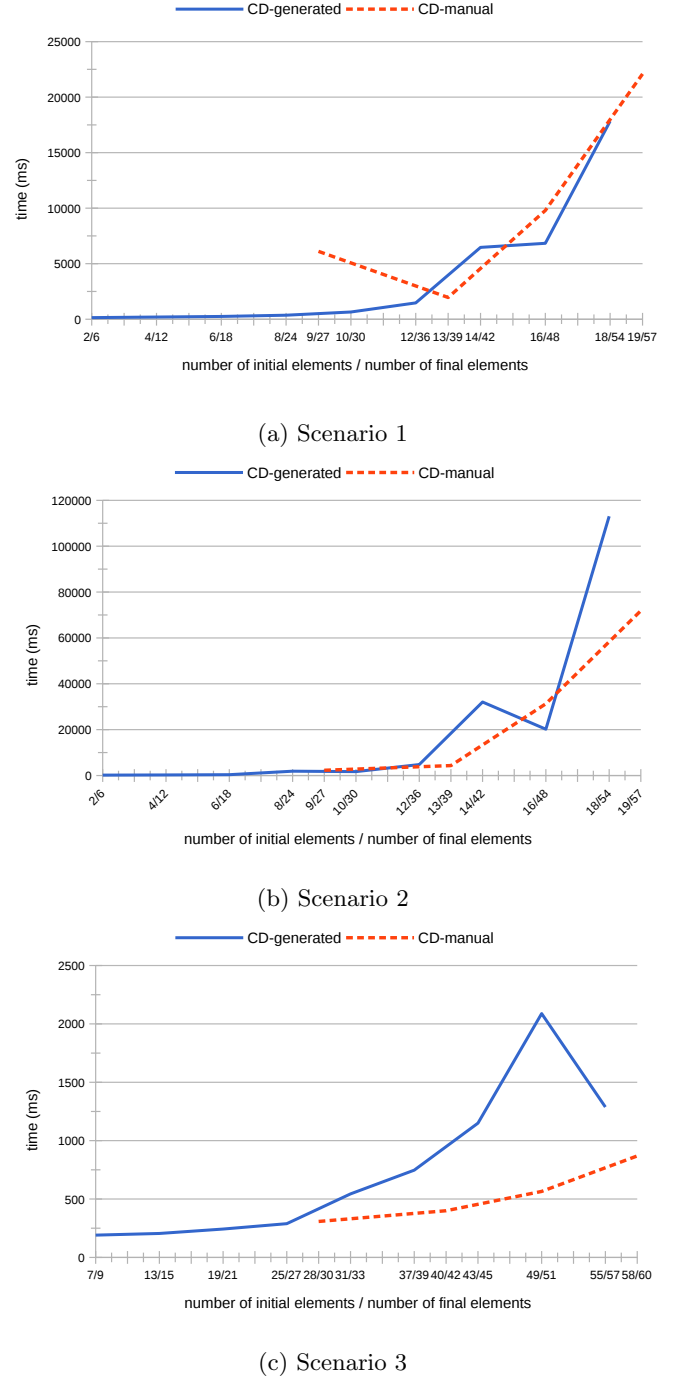 CD-generated CD-manual
25000
20000
15000
10000
5000
0
time (ms)
2/6 4/12 6/18 8/24 9/27 10/30 12/36 13/39 14/42 16/48 18/54 19/57
number of initial elements / number of final elements
(a) Scenario 1
CD-generated CD-manual
120000
100000
80000
60000
40000
20000
0
time (ms)
2/6 4/12 6/18 8/24 9/27 10/30 12/36 13/39 14/42 16/48 18/54 19/57
number of initial elements / number of final elements
(b) Scenario 2
CD-generated CD-manual
2500
2000
1500
1000
500
0
time (ms)
7/9 13/15 19/21 25/27 28/30 31/33 37/39 40/42 43/45 49/51 55/57 58/60
number of initial elements / number of final elements
(c) Scenario 3